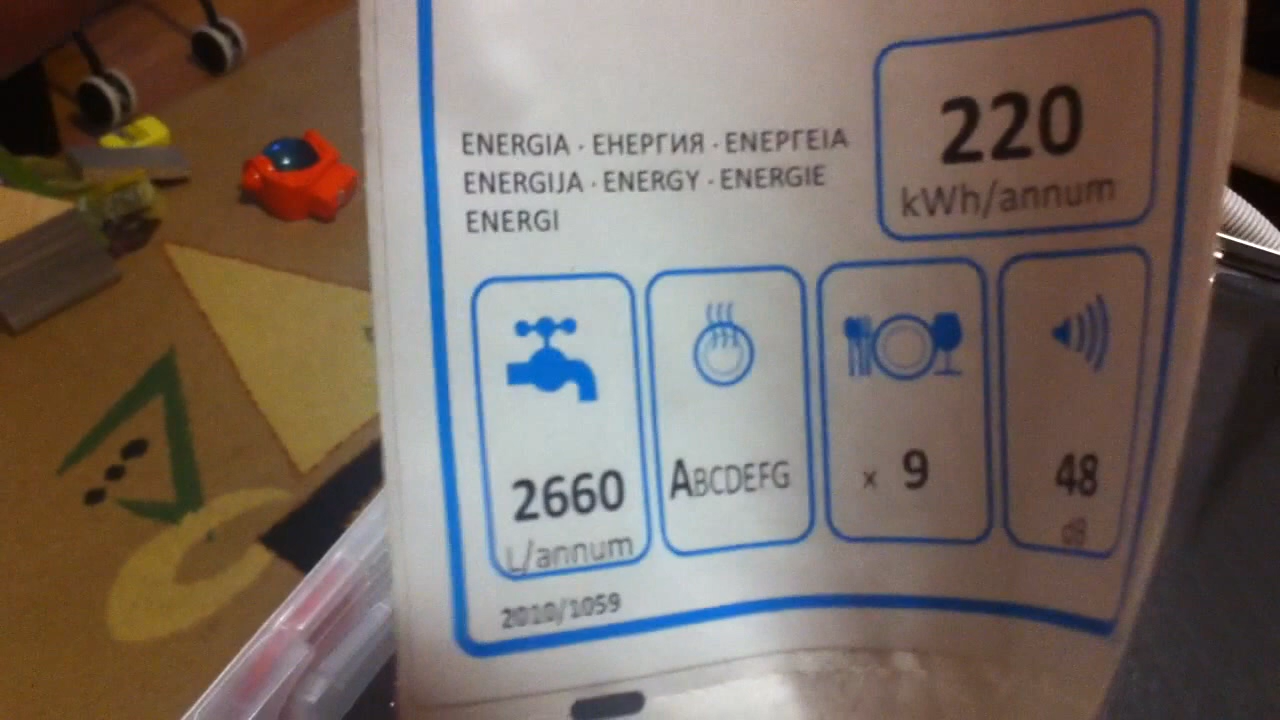 220
kWh/annum
ENERGIA · ЕНЕРГИЯ · ΕΝΕΡΓΕΙΑ
ENERGIJA · ENERGY · ENERGIE
ENERGI
2660
L/annum
ABCDEFG
x 9
48
dB
2010/1059